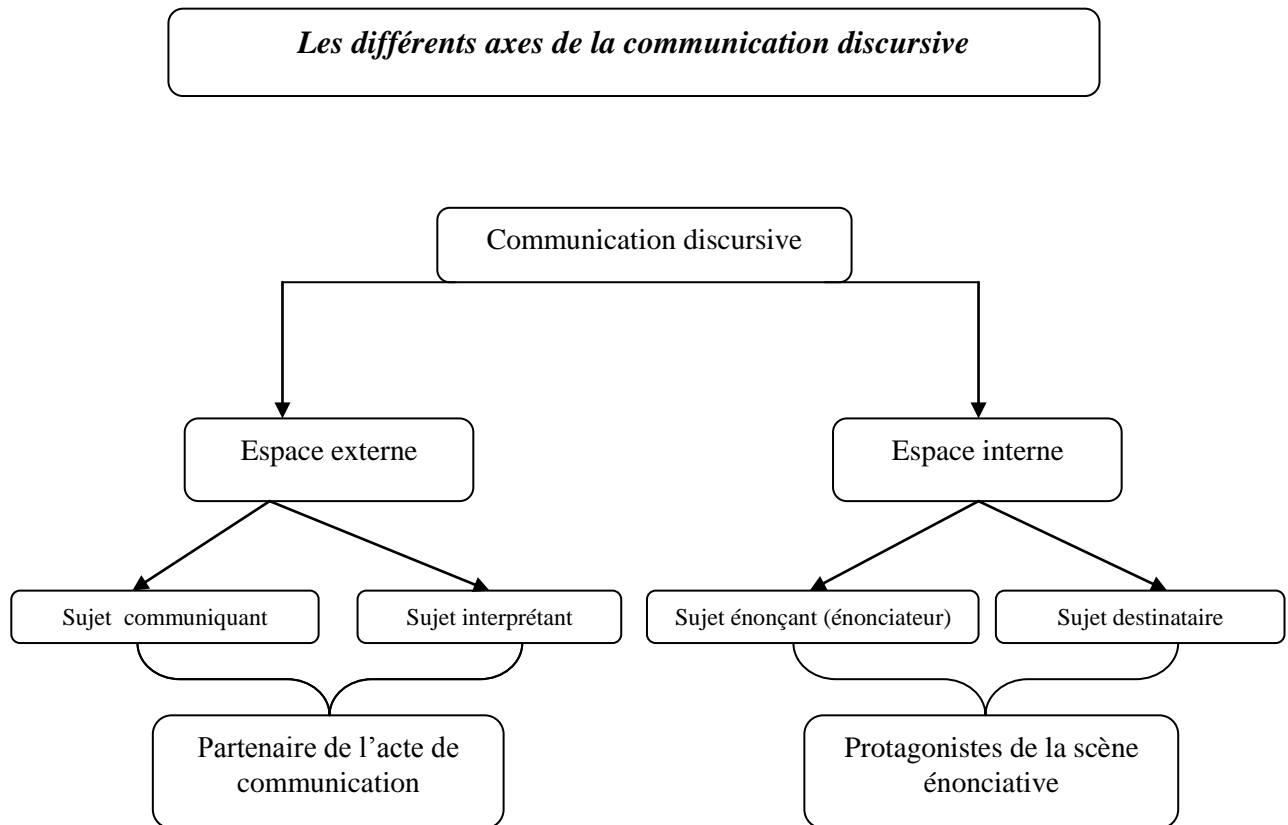 Les différents axes de la communication discursive
Communication discursive
Espace externe
Espace interne
Sujet communiquant
Sujet interprétant
Sujet énonçant (énonciateur)
Sujet destinataire
Partenaire de l’acte de
communication
Protagonistes de la scène
énonciative